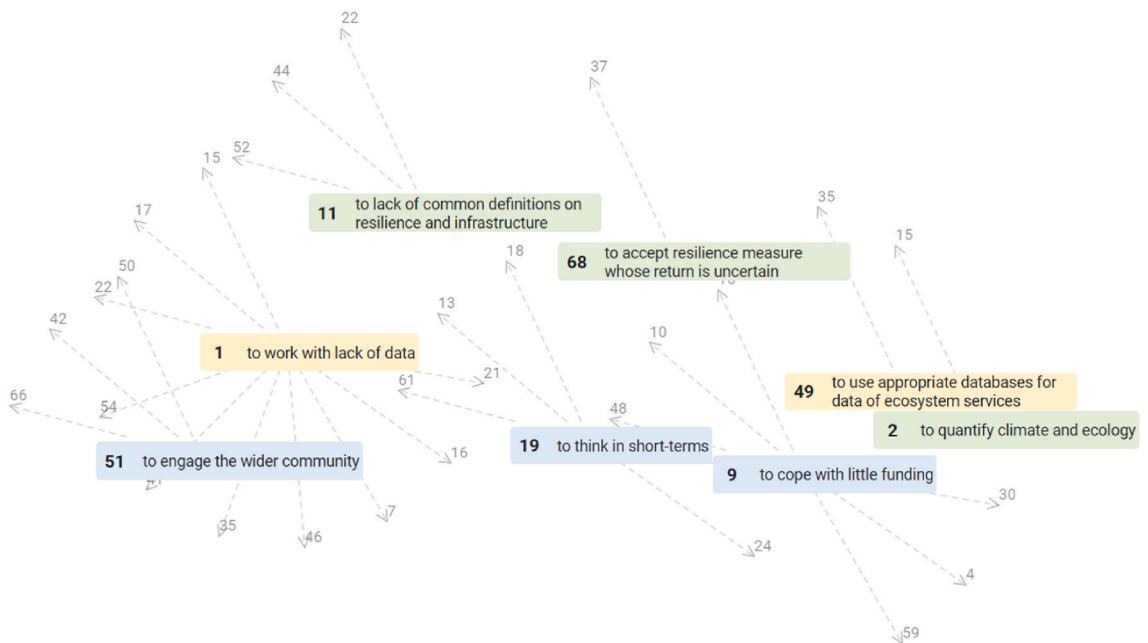 22
44
37
52
15
11 to lack of common definitions on
resilience and infrastructure
35
17
15
18
68 to accept resilience measure
whose return is uncertain
50
22
13
42
10
1 to work with lack of data
21
61
49 to use appropriate databases for
data of ecosystem services
66
54
48
2 to quantify climate and ecology
19 to think in short-terms
16
51 to engage the wider community
9 to cope with little funding
30
7
35
46
24
4
59